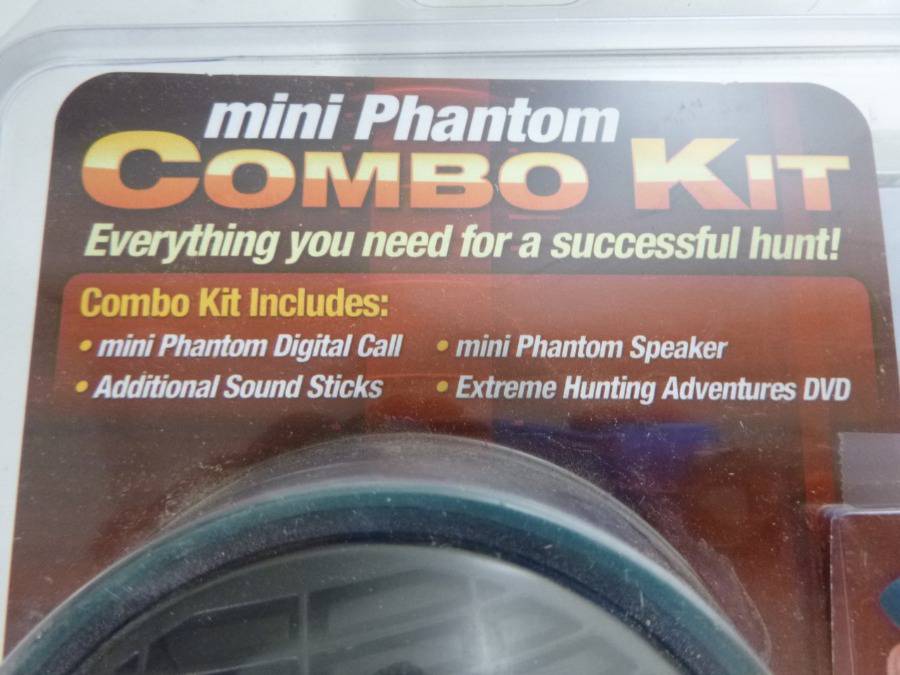 mini Phantom
COMBO KIT
Everything you need for a successful hunt!
Combo Kit Includes:
• mini Phantom Digital Call
• mini Phantom Speaker
• Additional Sound Sticks
• Extreme Hunting Adventures DVD